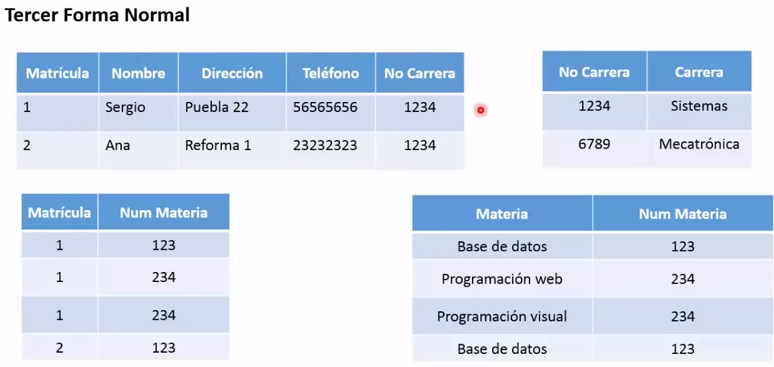 Tercer Forma Normal
Matrícula Nombre Dirección Teléfono No Carrera
1 Sergio Puebla 22 56565656 1234
2 Ana Reforma 1 23232323 1234
No Carrera Carrera
1234 Sistemas
6789 Mecatrónica
Matrícula Num Materia
1 123
1 234
1 234
2 123
Materia Num Materia
Base de datos 123
Programación web 234
Programación visual 234
Base de datos 123